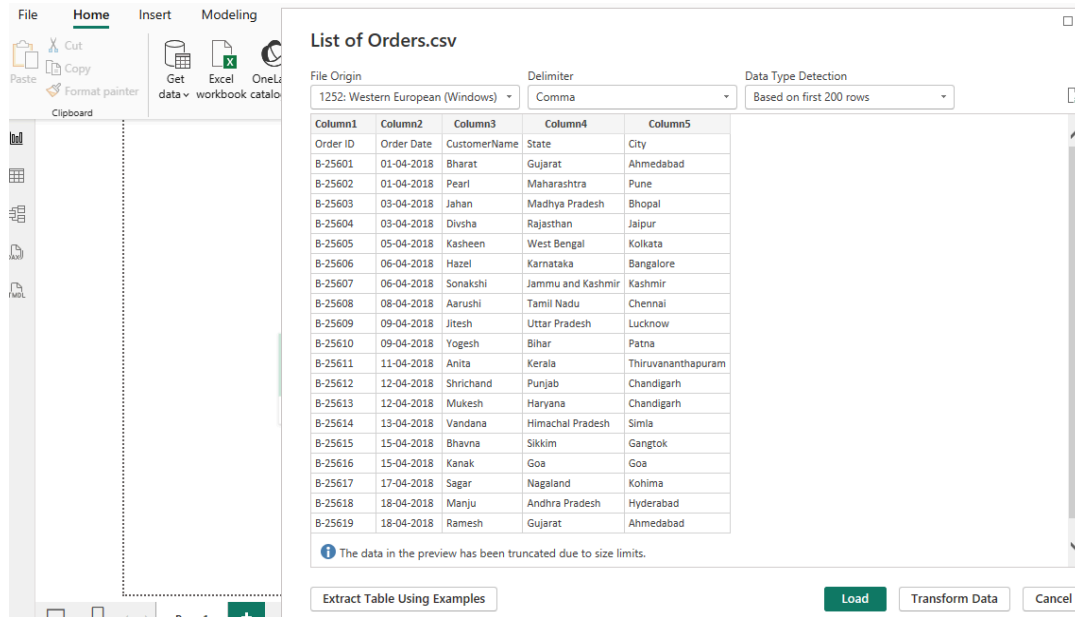 File Home Insert Modeling
Cut
Copy
Format painter
Paste
Get data
Excel workbook
Clipboard
List of Orders.csv
File Origin Delimiter Data Type Detection
1252: Western European (Windows) Comma Based on first 200 rows
Column1 Column2 Column3 Column4 Column5
Order ID Order Date CustomerName State City
B-25601 01-04-2018 Bharat Gujarat Ahmedabad
B-25602 01-04-2018 Pearl Maharashtra Pune
B-25603 03-04-2018 Jahan Madhya Pradesh Bhopal
B-25604 03-04-2018 Divsha Rajasthan Jaipur
B-25605 05-04-2018 Kasheen West Bengal Kolkata
B-25606 06-04-2018 Hazel Karnataka Bangalore
B-25607 06-04-2018 Sonakshi Jammu and Kashmir Kashmir
B-25608 08-04-2018 Aarushi Tamil Nadu Chennai
B-25609 09-04-2018 Jitesh Uttar Pradesh Lucknow
B-25610 09-04-2018 Yogesh Bihar Patna
B-25611 11-04-2018 Anita Kerala Thiruvananthapuram
B-25612 12-04-2018 Shrichand Punjab Chandigarh
B-25613 12-04-2018 Mukesh Haryana Chandigarh
B-25614 13-04-2018 Vandana Himachal Pradesh Simla
B-25615 15-04-2018 Bhavna Sikkim Gangtok
B-25616 15-04-2018 Kanak Goa Goa
B-25617 17-04-2018 Sagar Nagaland Kohima
B-25618 18-04-2018 Manju Andhra Pradesh Hyderabad
B-25619 18-04-2018 Ramesh Gujarat Ahmedabad
The data in the preview has been truncated due to size limits.
Extract Table Using Examples Load Transform Data Cancel